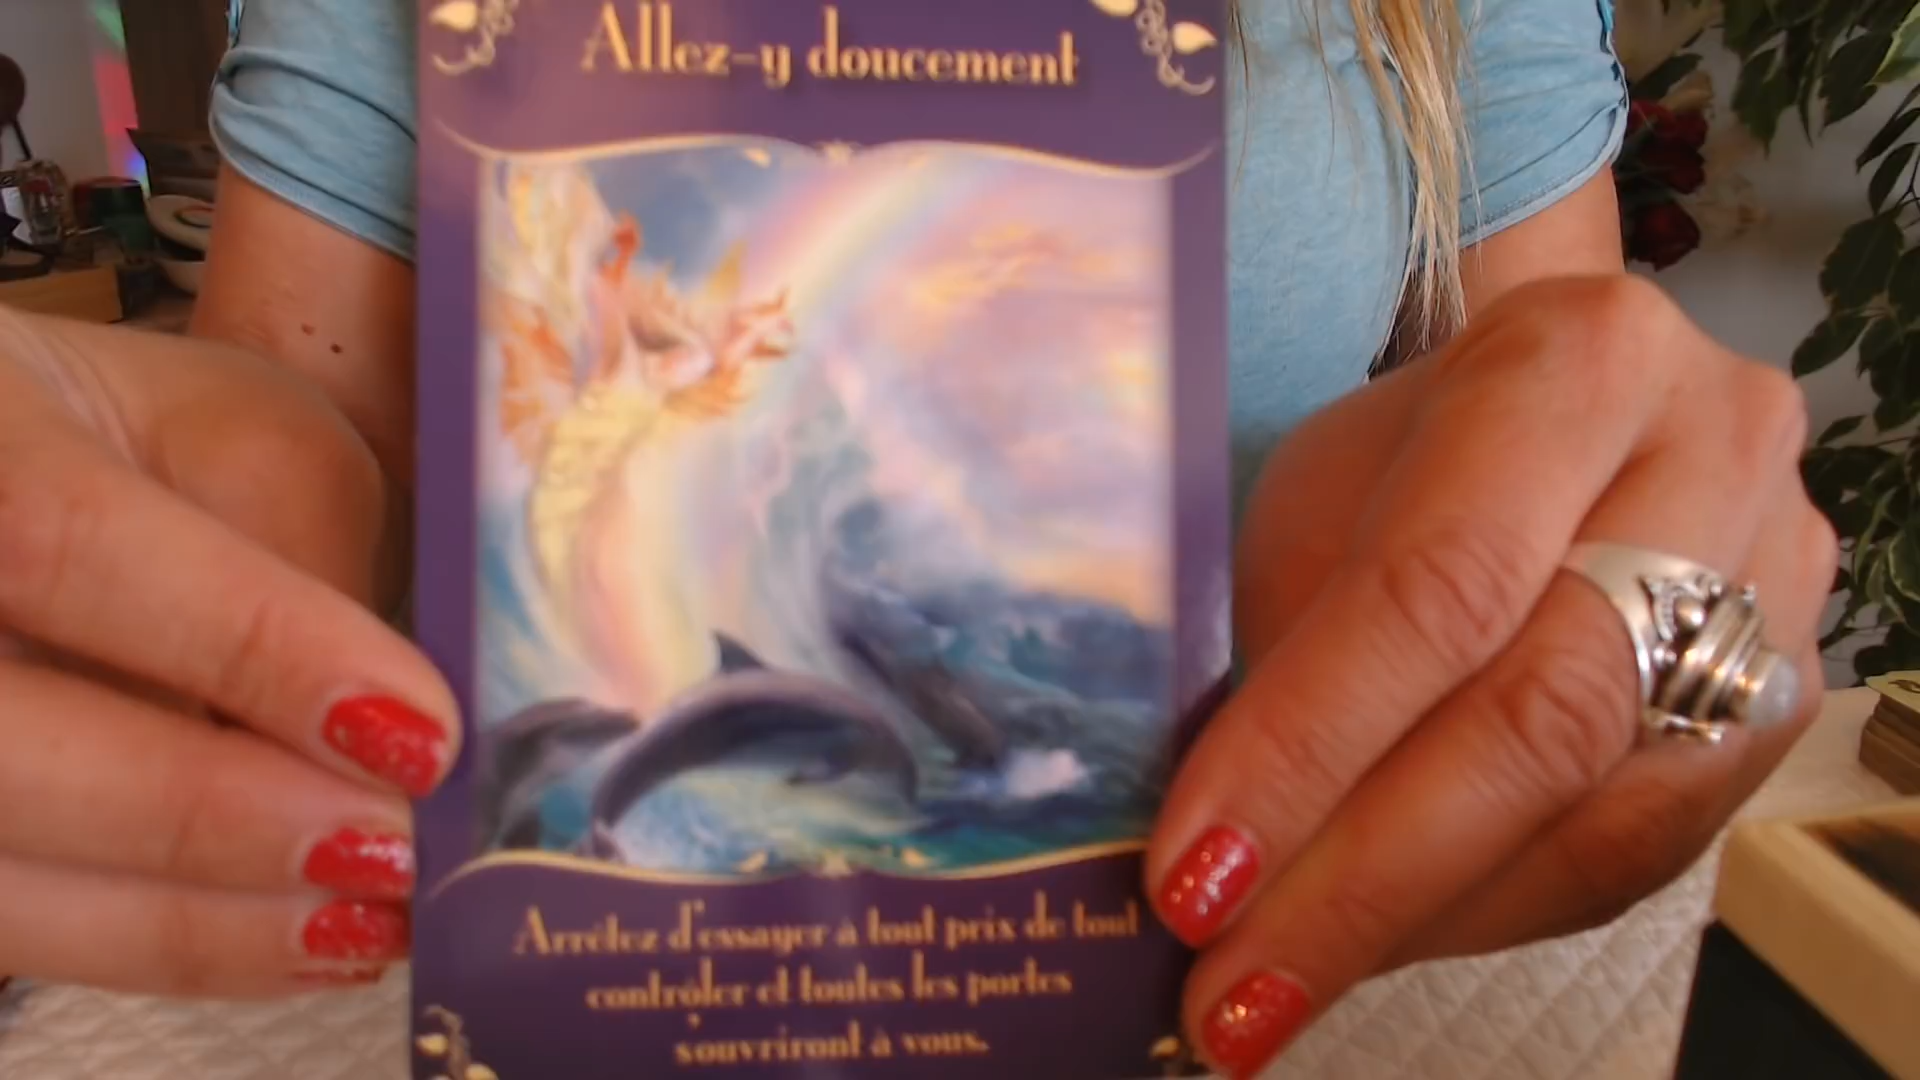 Allez-y doucement
Arrêtez d'essayer à tout prix de tout
contrôler et toutes les portes
s'ouvriront à vous.